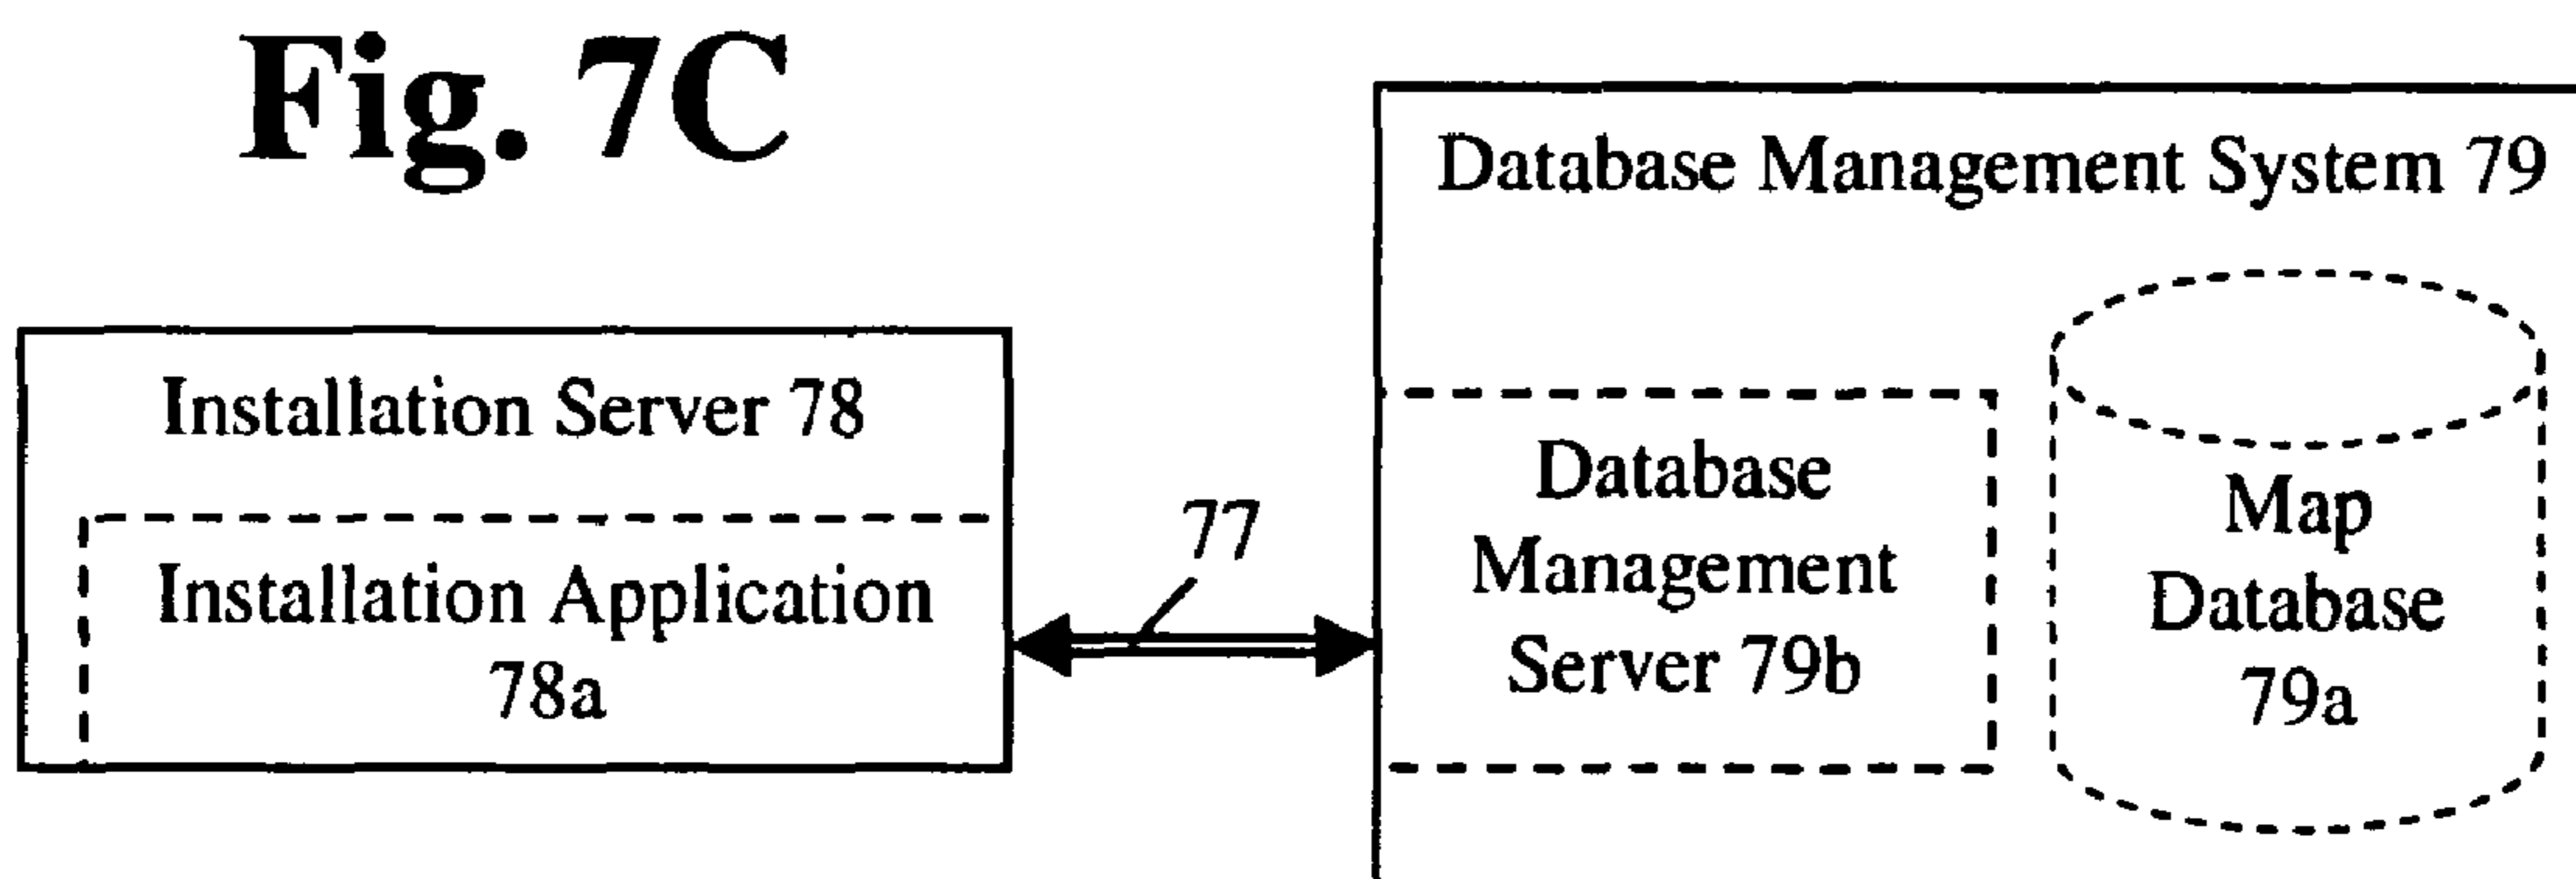 Fig. 7C
Database Management System 79
Installation Server 78
Installation Application
78a
77
Database
Management
Server 79b
Map
Database
79a